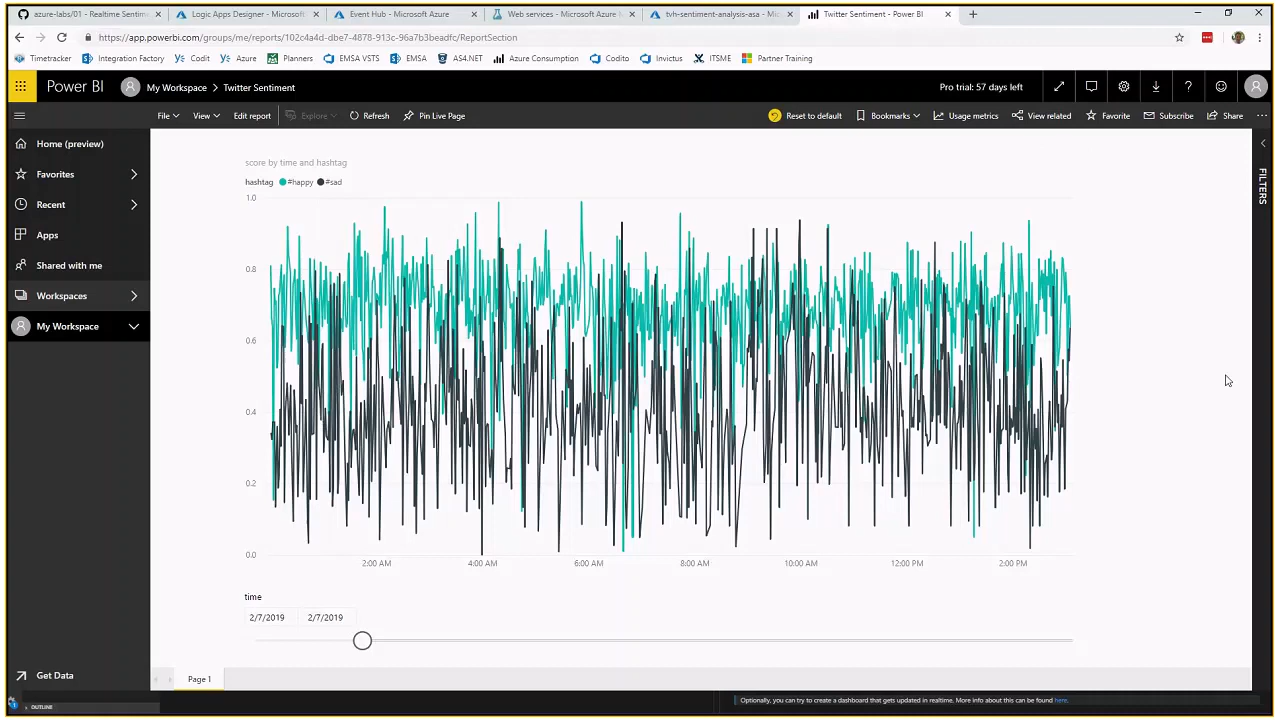 azure-labs/01 - Realtime Sentime
Logic Apps Designer - Microsoft
Event Hub - Microsoft Azure
Web services - Microsoft Azure M
tvh-sentiment-analysis-asa - Mic
Twitter Sentiment - Power BI
https://app.powerbi.com/groups/me/reports/102c4a4d-dbe7-4878-913c-96a7b3beadfc/ReportSection
Timetracker
Integration Factory
Codit
Azure
Planners
EMSA VSTS
EMSA
AS4.NET
Azure Consumption
Codito
Invictus
ITSME
Partner Training
Power BI
My Workspace > Twitter Sentiment
Pro trial: 57 days left
File
View
Edit report
Explore
Refresh
Pin Live Page
Reset to default
Bookmarks
Usage metrics
View related
Favorite
Subscribe
Share
Home (preview)
Favorites
Recent
Apps
Shared with me
Workspaces
My Workspace
Get Data
score by time and hashtag
hashtag #happy #sad
1.0
0.8
0.6
0.4
0.2
0.0
2:00 AM
4:00 AM
6:00 AM
8:00 AM
10:00 AM
12:00 PM
2:00 PM
time
2/7/2019
2/7/2019
FILTERS
Page 1
OUTLINE
Optionally, you can try to create a dashboard that gets updated in realtime. More info about this can be found here.